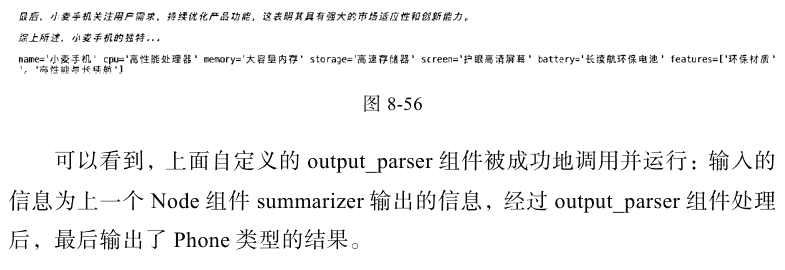 最后，小麦手机关注用户需求，持续优化产品功能，这表明其具有强大的市场适应性和创新能力。
综上所述，小麦手机的独特...
name='小麦手机' cpu='高性能处理器' memory='大容量内存' storage='高速存储器' screen='护眼高清屏幕' battery='长续航环保电池' features=['环保材质'
', '高性能与长续航']
图 8-56
可以看到，上面自定义的 output_parser 组件被成功地调用并运行：输入的
信息为上一个 Node 组件 summarizer 输出的信息，经过 output_parser 组件处理
后，最后输出了 Phone 类型的结果。